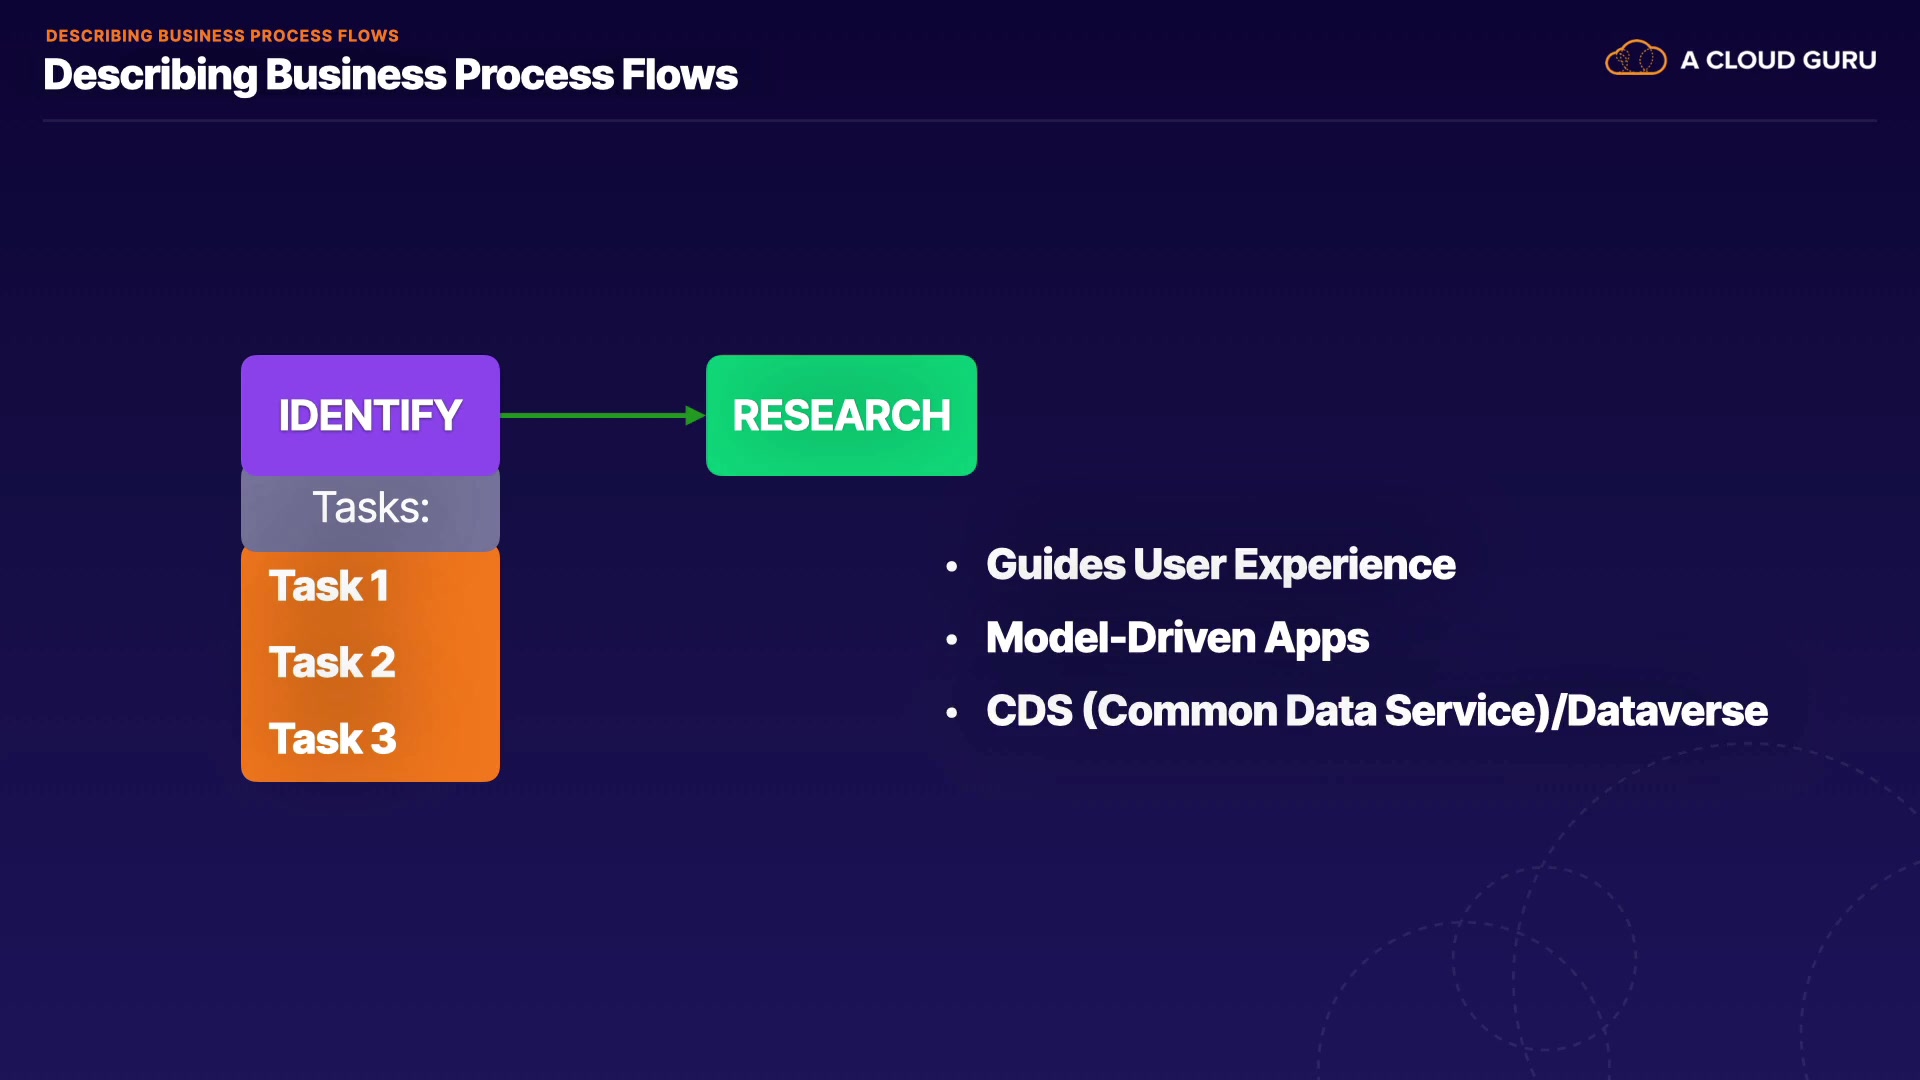 DESCRIBING BUSINESS PROCESS FLOWS
Describing Business Process Flows
A CLOUD GURU
IDENTIFY
RESEARCH
Tasks:
Task 1
Task 2
Task 3
• Guides User Experience
• Model-Driven Apps
• CDS (Common Data Service)/Dataverse